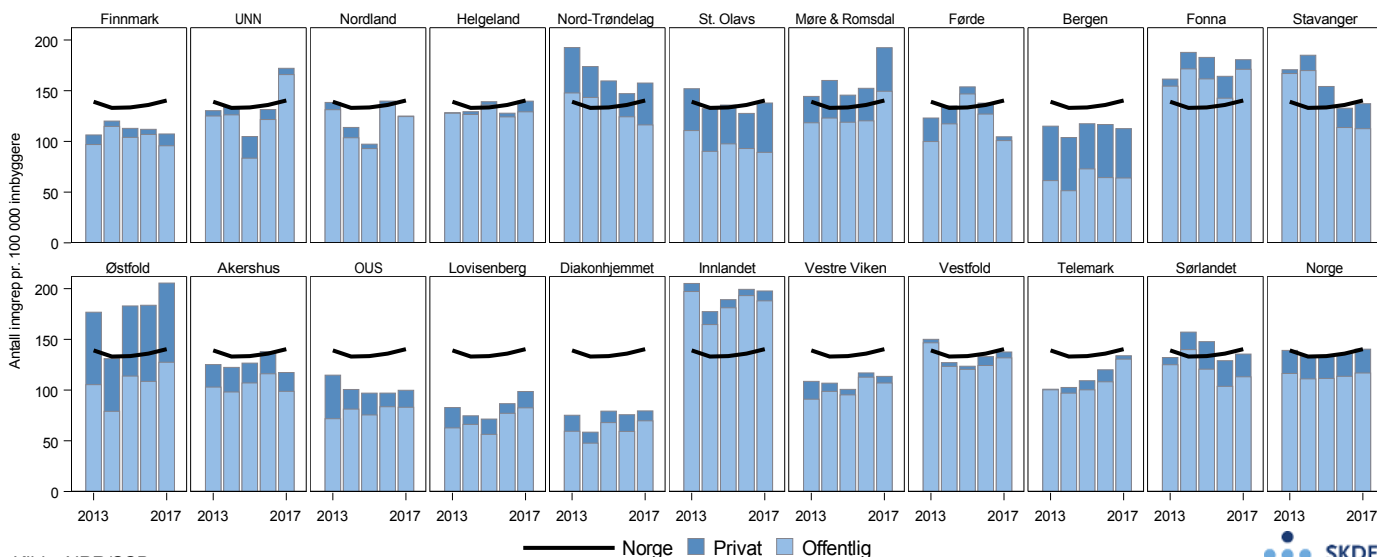 Finnmark UNN Nordland Helgeland Nord-Trøndelag St. Olavs Møre & Romsdal Førde Bergen Fonna Stavanger
200
150
100
50
0
Antall inngrep pr. 100 000 innbyggere
Østfold Akershus OUS Lovisenberg Diakonhjemmet Innlandet Vestre Viken Vestfold Telemark Sørlandet Norge
200
150
100
50
0
2013 2017 2013 2017 2013 2017 2013 2017 2013 2017 2013 2017 2013 2017 2013 2017 2013 2017 2013 2017 2013 2017
Norge Privat Offentlig
SKDE